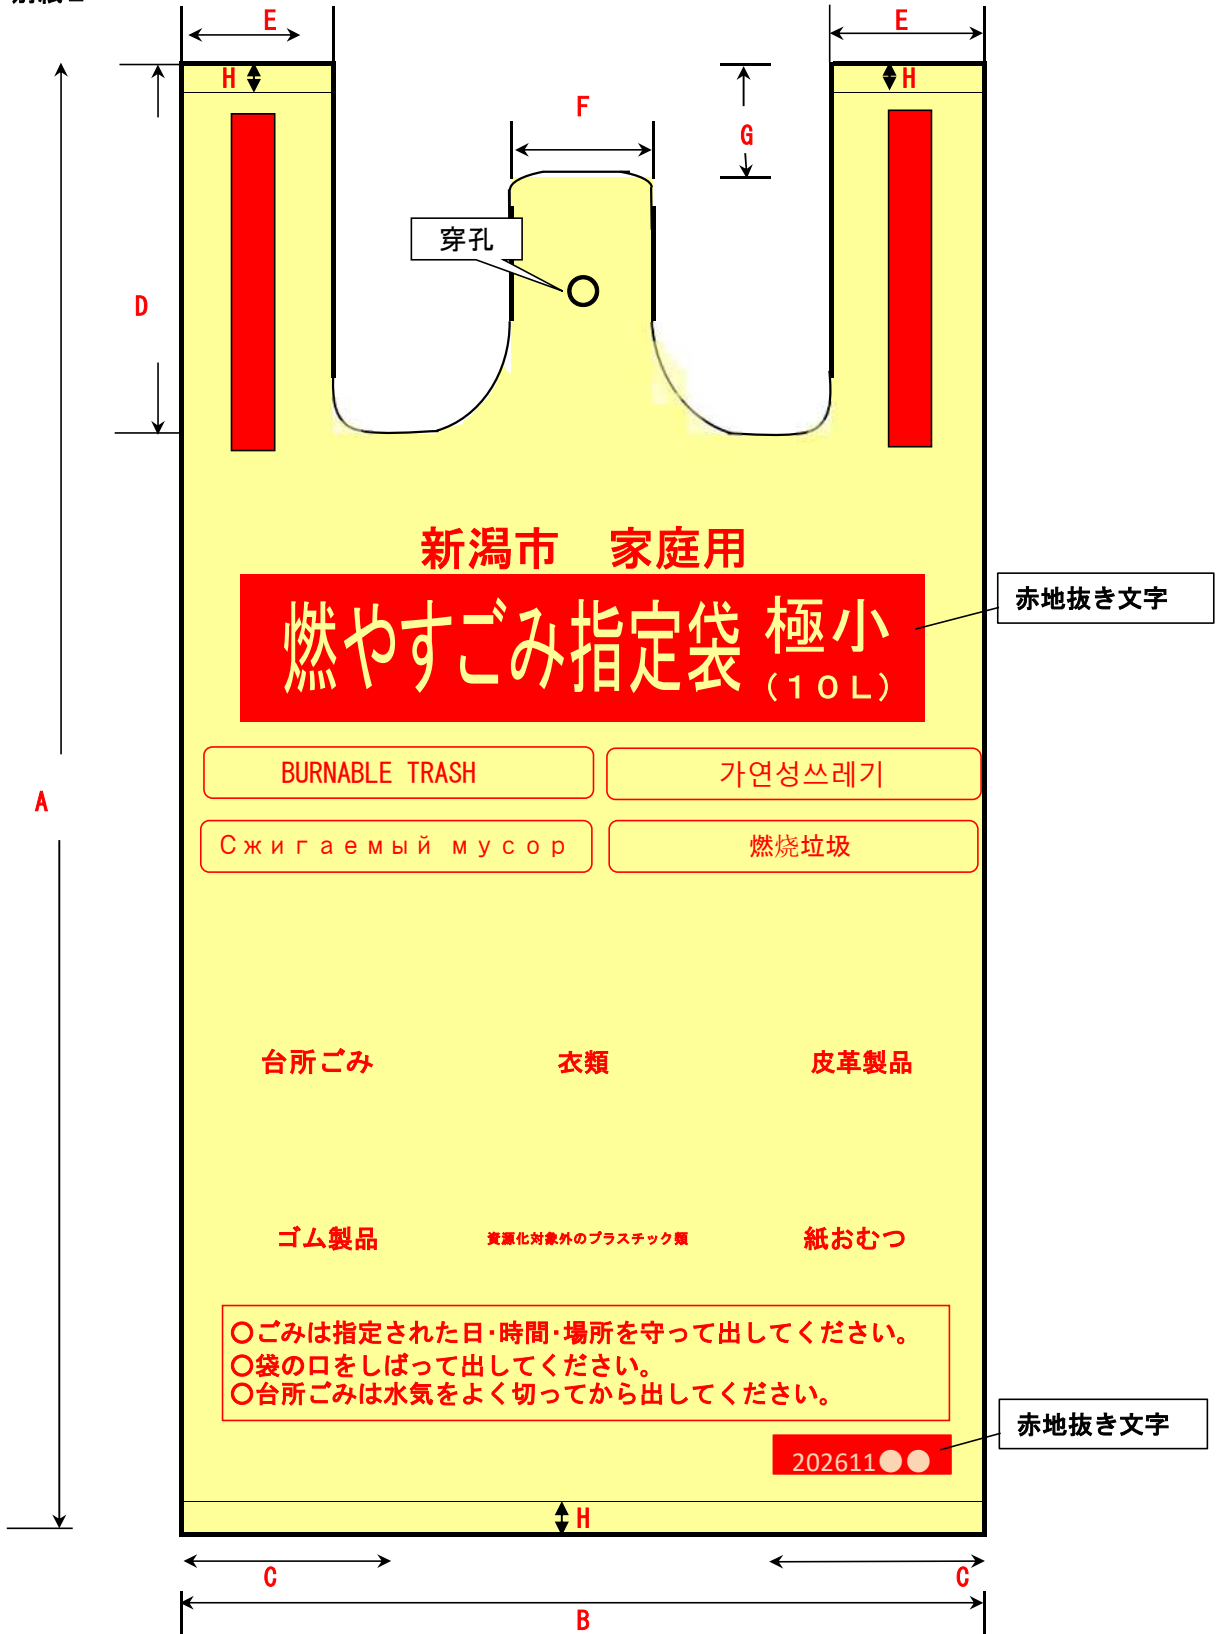 E
E
H
H
F
G
穿孔
D
新潟市　家庭用
燃やすごみ指定袋 極小
(10L)
赤地抜き文字
BURNABLE TRASH
가연성쓰레기
Сжигаемый мусор
燃烧垃圾
A
台所ごみ
衣類
皮革製品
ゴム製品
資源化対象外のプラスチック類
紙おむつ
○ごみは指定された日・時間・場所を守って出してください。
○袋の口をしばって出してください。
○台所ごみは水気をよく切ってから出してください。
赤地抜き文字
202611●●
H
C
C
B